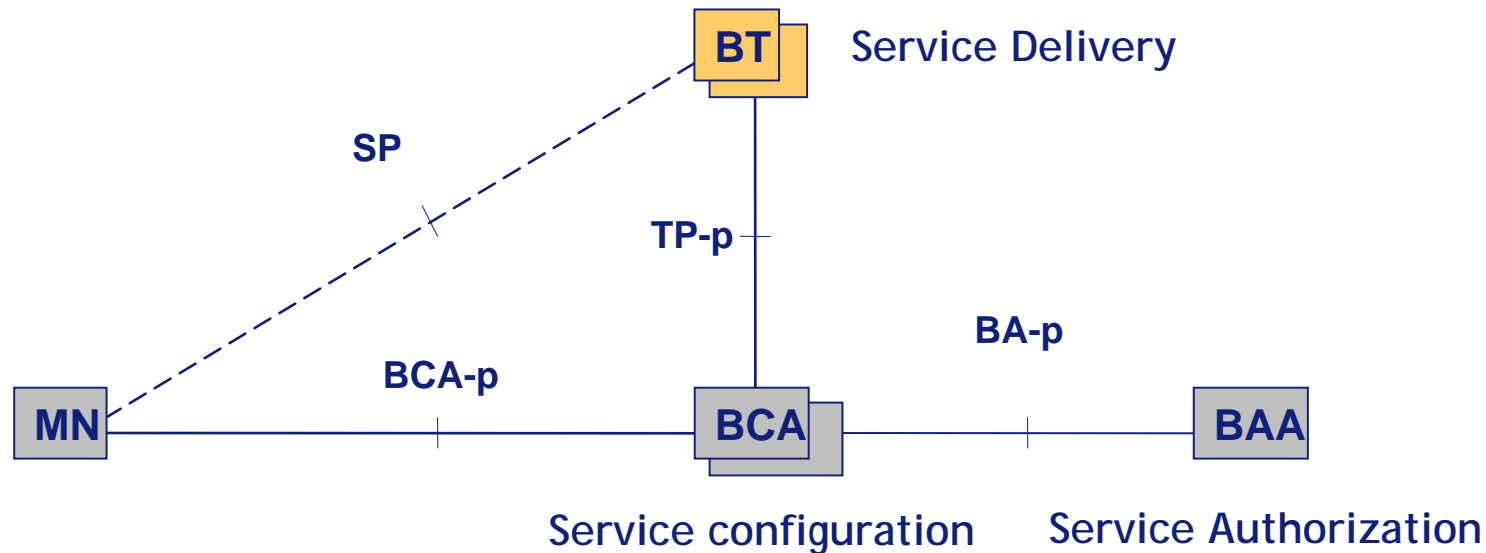 BT
Service Delivery
SP
TP-p
BA-p
BCA-p
MN
BCA
BAA
Service configuration
Service Authorization